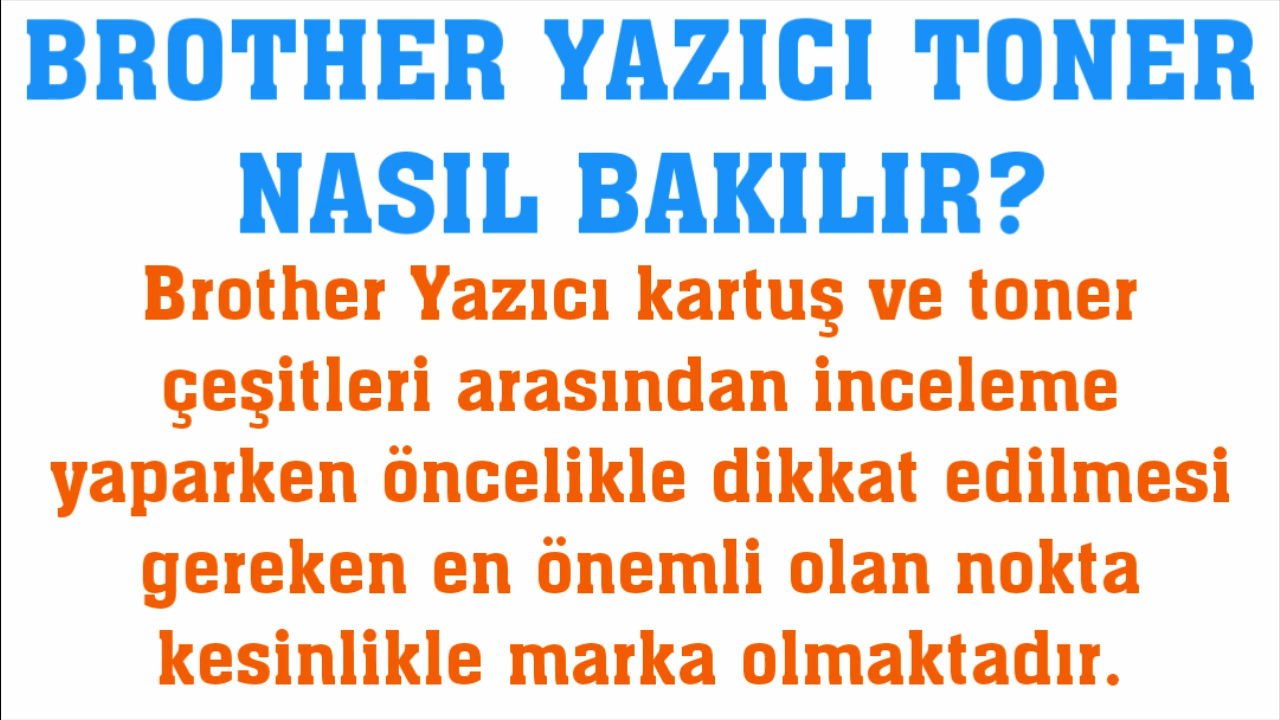 BROTHER YAZICI TONER
NASIL BAKILIR?
Brother Yazıcı kartuş ve toner
çeşitleri arasından inceleme
yaparken öncelikle dikkat edilmesi
gereken en önemli olan nokta
kesinlikle marka olmaktadır.